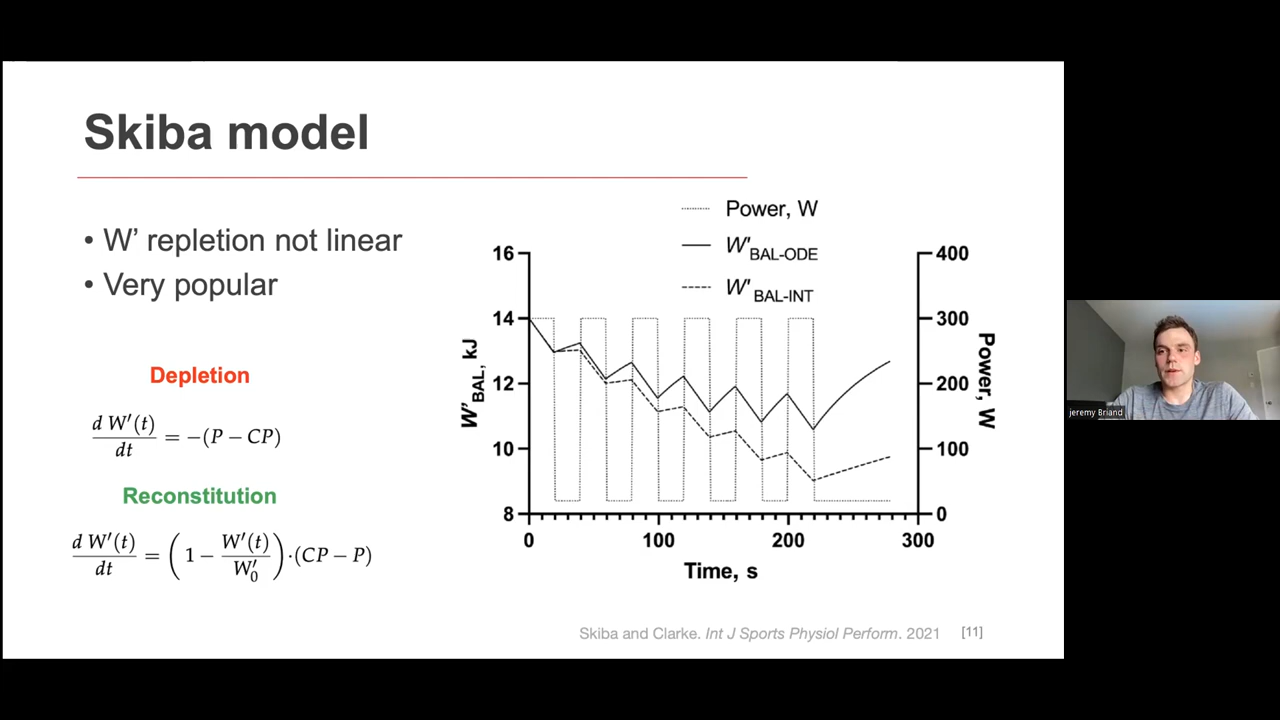 Skiba model
• W’ repletion not linear
• Very popular
Depletion
d W′(t)
dt
= −(P − CP)
Reconstitution
d W′(t)
dt
= (1 − W′(t)/W′0)·(CP − P)
Power, W
W′BAL-ODE
W′BAL-INT
16
14
12
10
8
W′BAL, kJ
400
300
200
100
0
Power, W
0
100
200
300
Time, s
Skiba and Clarke. Int J Sports Physiol Perform. 2021 [11]
jeremy Briand